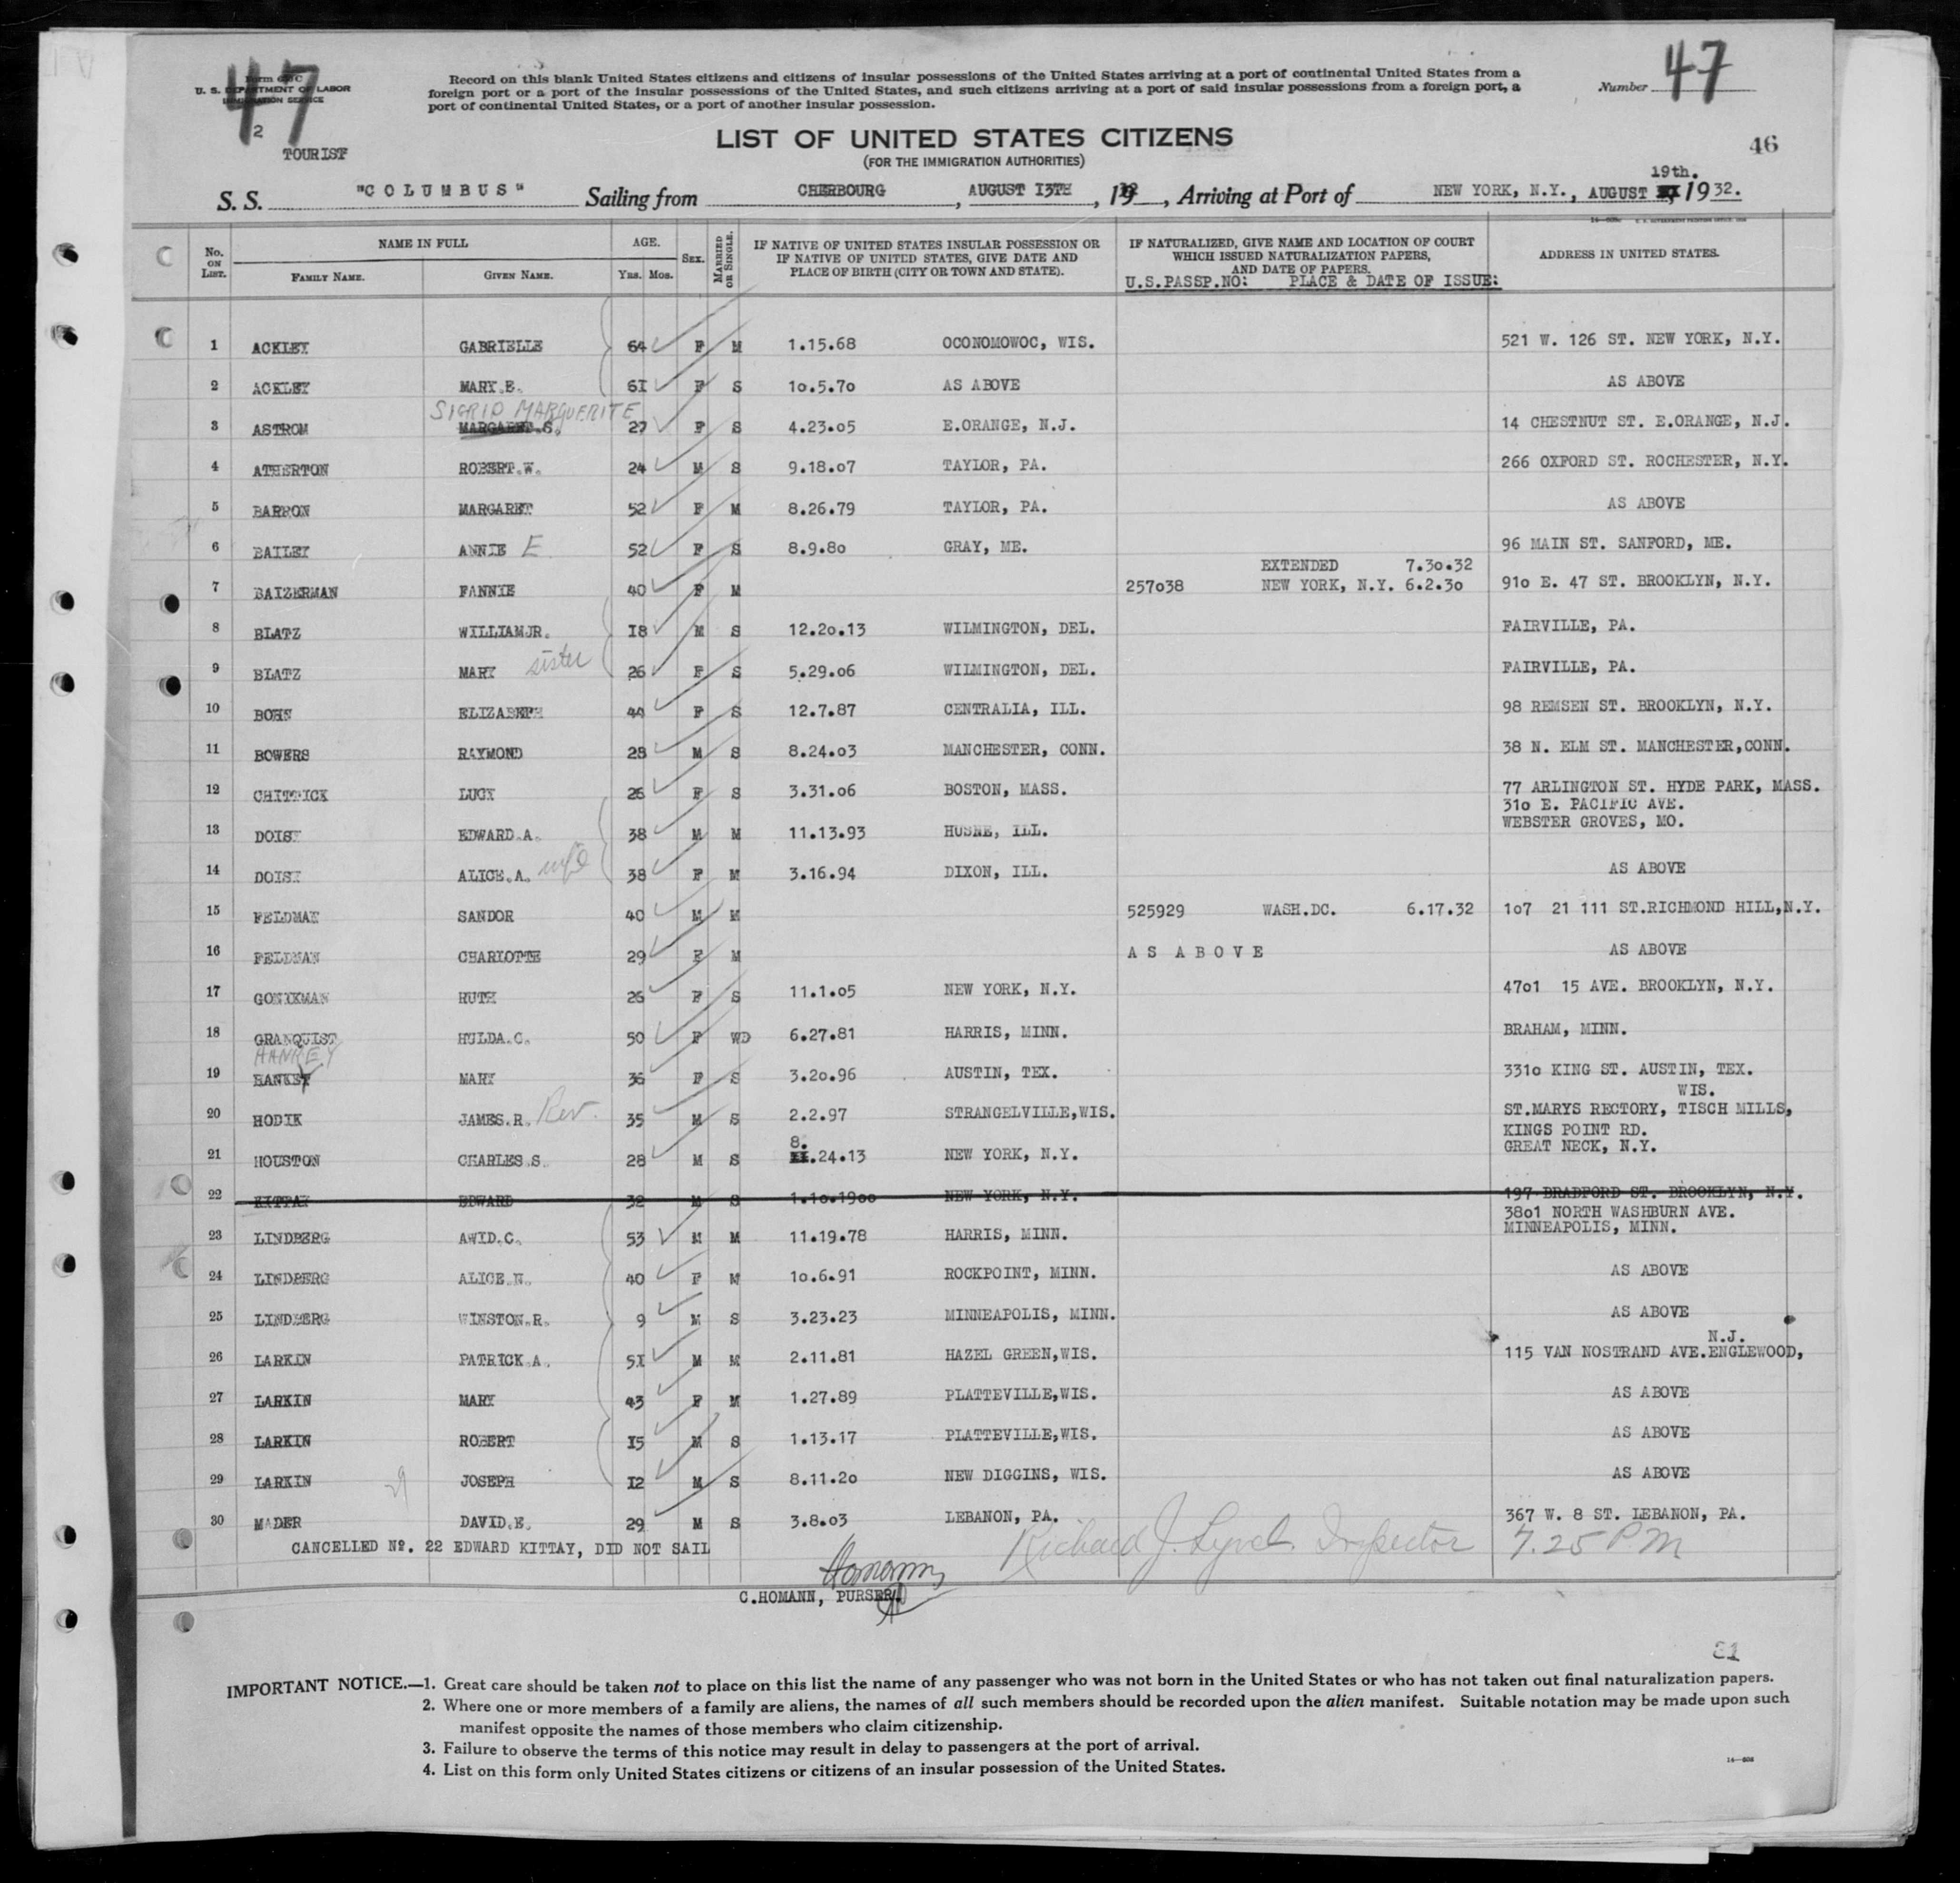 47
Form 630 C
U. S. DEPARTMENT OF LABOR
IMMIGRATION SERVICE
2
TOURIST
Record on this blank United States citizens and citizens of insular possessions of the United States arriving at a port of continental United States from a
foreign port or a port of the insular possessions of the United States, and such citizens arriving at a port of said insular possessions from a foreign port, a
port of continental United States, or a port of another insular possession.
Number 47
46
LIST OF UNITED STATES CITIZENS
(FOR THE IMMIGRATION AUTHORITIES)
S. S. "COLUMBUS" Sailing from CHERBOURG, AUGUST 13TH, 1932, Arriving at Port of NEW YORK, N.Y., AUGUST 19th. 1932.
No. ON LIST. NAME IN FULL FAMILY NAME. GIVEN NAME. AGE. YRS. MOS. SEX. MARRIED OR SINGLE. IF NATIVE OF UNITED STATES INSULAR POSSESSION OR IF NATIVE OF UNITED STATES, GIVE DATE AND PLACE OF BIRTH (CITY OR TOWN AND STATE). IF NATURALIZED, GIVE NAME AND LOCATION OF COURT WHICH ISSUED NATURALIZATION PAPERS, AND DATE OF PAPERS. ADDRESS IN UNITED STATES.
U.S.PASSP.NO: PLACE & DATE OF ISSUE:
1 ACKLEY GABRIELLE 64 F M 1.15.68 OCONOMOWOC, WIS. 521 W. 126 ST. NEW YORK, N.Y.
2 ACKLEY MARY.E. 61 F S 10.5.70 AS ABOVE AS ABOVE
SIGRID MARGUERITE
3 ASTROM MARGARET.S. 27 F S 4.23.05 E.ORANGE, N.J. 14 CHESTNUT ST. E.ORANGE, N.J.
4 ATHERTON ROBERT.W. 24 M S 9.18.07 TAYLOR, PA. 266 OXFORD ST. ROCHESTER, N.Y.
5 BARRON MARGARET 52 F M 8.26.79 TAYLOR, PA. AS ABOVE
6 BAILEY ANNIE E 52 F S 8.9.80 GRAY, ME. 96 MAIN ST. SANFORD, ME.
EXTENDED 7.30.32
7 BAIZERMAN FANNIE 40 F M 257038 NEW YORK, N.Y. 6.2.30 910 E. 47 ST. BROOKLYN, N.Y.
8 BLATZ WILLIAM JR. 18 M S 12.20.13 WILMINGTON, DEL. FAIRVILLE, PA.
9 BLATZ MARY sister 26 F S 5.29.06 WILMINGTON, DEL. FAIRVILLE, PA.
10 BOHN ELIZABEPH 44 F S 12.7.87 CENTRALIA, ILL. 98 REMSEN ST. BROOKLYN, N.Y.
11 BOWERS RAYMOND 28 M S 8.24.03 MANCHESTER, CONN. 38 N. ELM ST. MANCHESTER,CONN.
12 CHITTICK LUCY 26 F S 3.31.06 BOSTON, MASS. 77 ARLINGTON ST. HYDE PARK, MASS.
310 E. PACIFIC AVE.
13 DOISY EDWARD.A. 38 M M 11.13.93 HUSNE, ILL. WEBSTER GROVES, MO.
14 DOISY ALICE.A. wife 38 F M 3.16.94 DIXON, ILL. AS ABOVE
15 FELDMAN SANDOR 40 M M 525929 WASH.DC. 6.17.32 107 21 111 ST.RICHMOND HILL,N.Y.
16 FELDMAN CHARLOTTE 29 F M AS ABOVE AS ABOVE
17 GONIKMAN RUTH 26 F S 11.1.05 NEW YORK, N.Y. 4701 15 AVE. BROOKLYN, N.Y.
18 GRANQUIST HULDA.C. 50 F WD 6.27.81 HARRIS, MINN. BRAHAM, MINN.
HANKEY
19 HANKEY MARY 36 F S 3.20.96 AUSTIN, TEX. 3310 KING ST. AUSTIN, TEX.
WIS.
20 HODIK JAMES.R. Rev. 35 M S 2.2.97 STRANGELVILLE,WIS. ST.MARYS RECTORY, TISCH MILLS,
KINGS POINT RD.
21 HOUSTON CHARLES.S. 28 M S 8.24.13 NEW YORK, N.Y. GREAT NECK, N.Y.
22 KITTAY EDWARD 32 M S 1.10.1900 NEW YORK, N.Y. 197 BRADFORD ST. BROOKLYN, N.Y.
3801 NORTH WASHBURN AVE.
23 LINDBERG AWID.C. 53 M M 11.19.78 HARRIS, MINN. MINNEAPOLIS, MINN.
24 LINDBERG ALICE.N. 40 F M 10.6.91 ROCKPOINT, MINN. AS ABOVE
25 LINDBERG WINSTON.R. 9 M S 3.23.23 MINNEAPOLIS, MINN. AS ABOVE
N.J.
26 LARKIN PATRICK.A. 51 M M 2.11.81 HAZEL GREEN,WIS. 115 VAN NOSTRAND AVE.ENGLEWOOD,
27 LARKIN MARY 43 F M 1.27.89 PLATTEVILLE,WIS. AS ABOVE
28 LARKIN ROBERT 15 M S 1.13.17 PLATTEVILLE,WIS. AS ABOVE
29 LARKIN JOSEPH 12 M S 8.11.20 NEW DIGGINS, WIS. AS ABOVE
30 MADER DAVID.E. 29 M S 3.8.03 LEBANON, PA. 367 W. 8 ST. LEBANON, PA.
CANCELLED No. 22 EDWARD KITTAY, DID NOT SAIL
Richard J. Lynch Inspector 7.25 PM
Homann
C.HOMANN, PURSER.
IMPORTANT NOTICE.—1. Great care should be taken not to place on this list the name of any passenger who was not born in the United States or who has not taken out final naturalization papers.
2. Where one or more members of a family are aliens, the names of all such members should be recorded upon the alien manifest. Suitable notation may be made upon such
manifest opposite the names of those members who claim citizenship.
3. Failure to observe the terms of this notice may result in delay to passengers at the port of arrival.
4. List on this form only United States citizens or citizens of an insular possession of the United States.